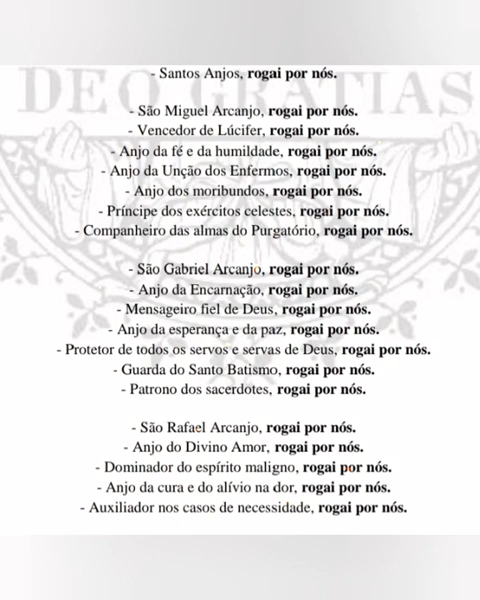 DEO GRATIAS
- Santos Anjos, rogai por nós.
- São Miguel Arcanjo, rogai por nós.
- Vencedor de Lúcifer, rogai por nós.
- Anjo da fé e da humildade, rogai por nós.
- Anjo da Unção dos Enfermos, rogai por nós.
- Anjo dos moribundos, rogai por nós.
- Príncipe dos exércitos celestes, rogai por nós.
- Companheiro das almas do Purgatório, rogai por nós.
- São Gabriel Arcanjo, rogai por nós.
- Anjo da Encarnação, rogai por nós.
- Mensageiro fiel de Deus, rogai por nós.
- Anjo da esperança e da paz, rogai por nós.
- Protetor de todos os servos e servas de Deus, rogai por nós.
- Guarda do Santo Batismo, rogai por nós.
- Patrono dos sacerdotes, rogai por nós.
- São Rafael Arcanjo, rogai por nós.
- Anjo do Divino Amor, rogai por nós.
- Dominador do espírito maligno, rogai por nós.
- Anjo da cura e do alívio na dor, rogai por nós.
- Auxiliador nos casos de necessidade, rogai por nós.